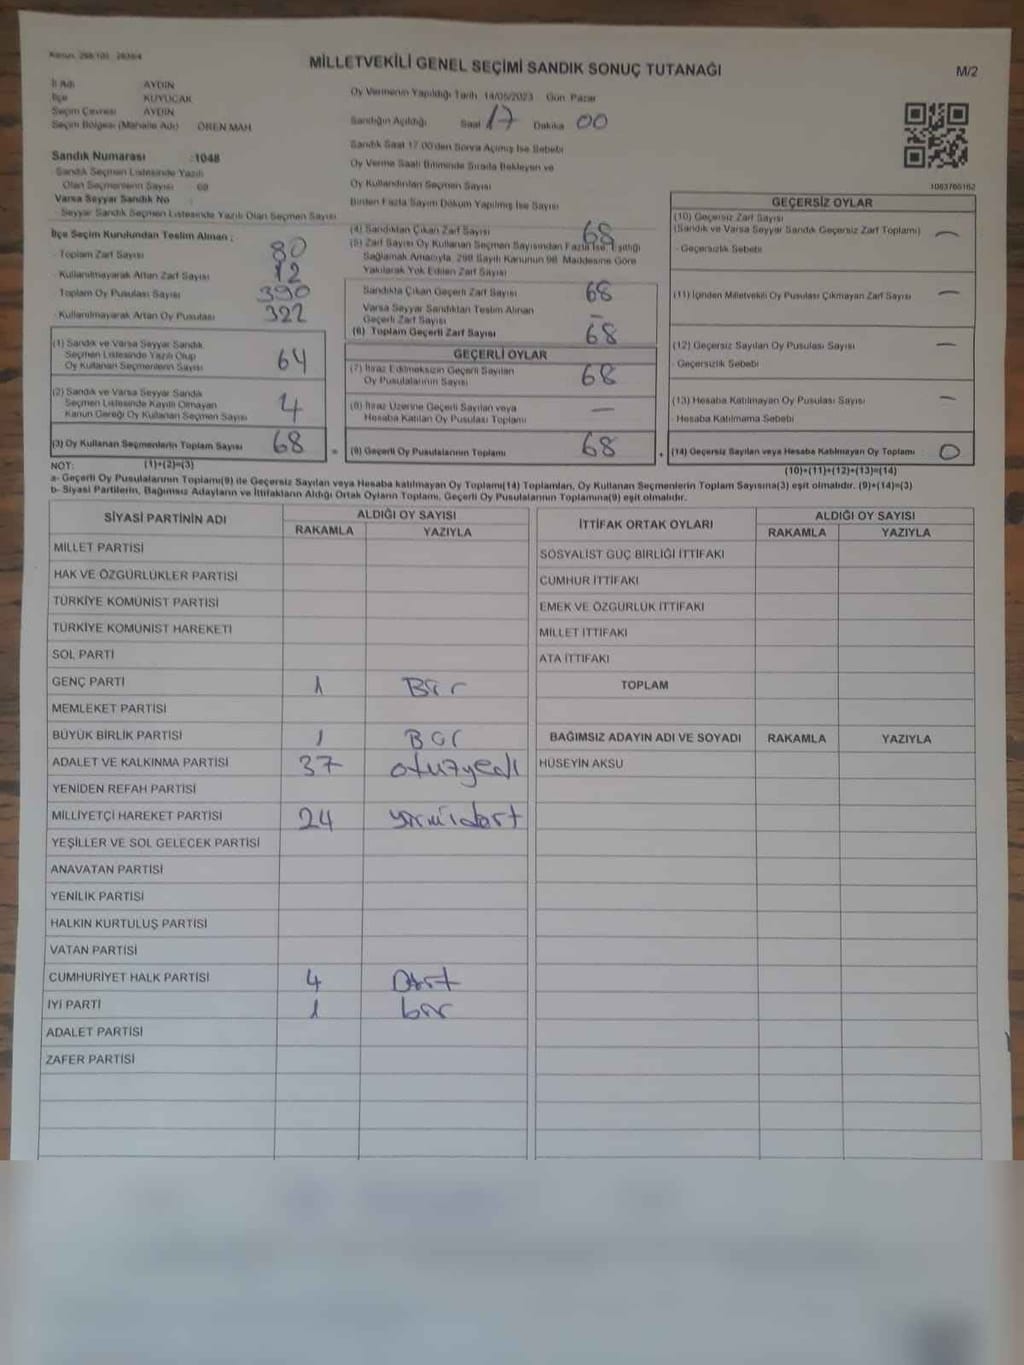 MİLLETVEKİLİ GENEL SEÇİMİ SANDIK SONUÇ TUTANAĞI
M/2
İl Adı AYDIN
İlçe KUYUCAK
Seçim Çevresi AYDIN
Seçim Bölgesi (Mahalle Adı) ÖREN MAH
Sandık Numarası : 1048
Sandık Seçmen Listesinde Yazılı
Olan Seçmenlerin Sayısı : 69
Varsa Seyyar Sandık No
Seyyar Sandık Seçmen Listesinde Yazılı Olan Seçmen Sayısı
Oy Vermenin Yapıldığı Tarih 14/05/2023 Gün Pazar
Sandığın Açıldığı Saat 17 Dakika 00
Sandık Saat 17.00'den Sonra Açılmış İse Sebebi
Oy Verme Saati Bitiminde Sırada Bekleyen ve
Oy Kullandırılan Seçmen Sayısı
Birden Fazla Sayım Döküm Yapılmış İse Sayısı
1063766162
İlçe Seçim Kurulundan Teslim Alınan ;
Toplam Zarf Sayısı 80
Kullanılmayarak Artan Zarf Sayısı 12
Toplam Oy Pusulası Sayısı 390
Kullanılmayarak Artan Oy Pusulası 322
(1) Sandık ve Varsa Seyyar Sandık
Seçmen Listesinde Yazılı Olup
Oy Kullanan Seçmenlerin Sayısı 64
(2) Sandık ve Varsa Seyyar Sandık
Seçmen Listesinde Kayıtlı Olmayan
Kanun Gereği Oy Kullanan Seçmen Sayısı 4
(3) Oy Kullanan Seçmenlerin Toplam Sayısı 68
(4) Sandıktan Çıkan Zarf Sayısı 68
(5) Zarf Sayısı Oy Kullanan Seçmen Sayısından Fazla İse, Eşitliği
Sağlamak Amacıyla, 298 Sayılı Kanunun 98. Maddesine Göre
Yakılarak Yok Edilen Zarf Sayısı
Sandıkta Çıkan Geçerli Zarf Sayısı 68
Varsa Seyyar Sandıktan Teslim Alınan
Geçerli Zarf Sayısı –
(6) Toplam Geçerli Zarf Sayısı 68
GEÇERLİ OYLAR
(7) İtiraz Edilmeksizin Geçerli Sayılan
Oy Pusulalarının Sayısı 68
(8) İtiraz Üzerine Geçerli Sayılan veya
Hesaba Katılan Oy Pusulası Toplamı —
= (9) Geçerli Oy Pusulalarının Toplamı 68
GEÇERSİZ OYLAR
(10) Geçersiz Zarf Sayısı
(Sandık ve Varsa Seyyar Sandık Geçersiz Zarf Toplamı) —
- Geçersizlik Sebebi
(11) İçinden Milletvekili Oy Pusulası Çıkmayan Zarf Sayısı —
(12) Geçersiz Sayılan Oy Pusulası Sayısı —
- Geçersizlik Sebebi
(13) Hesaba Katılmayan Oy Pusulası Sayısı —
- Hesaba Katılmama Sebebi
+ (14) Geçersiz Sayılan veya Hesaba Katılmayan Oy Toplamı : 0
NOT: (1)+(2)=(3)
(10)+(11)+(12)+(13)=(14)
a- Geçerli Oy Pusulasının Toplamı(9) ile Geçersiz Sayılan veya Hesaba katılmayan Oy Toplamı(14) Toplamları, Oy Kullanan Seçmenlerin Toplam Sayısına(3) eşit olmalıdır. (9)+(14)=(3)
b- Siyasi Partilerin, Bağımsız Adayların ve İttifakların Aldığı Ortak Oyların Toplamı, Geçerli Oy Pusulalarının Toplamına(9) eşit olmalıdır.
SİYASİ PARTİNİN ADI ALDIĞI OY SAYISI
RAKAMLA YAZIYLA
MİLLET PARTİSİ
HAK VE ÖZGÜRLÜKLER PARTİSİ
TÜRKİYE KOMÜNİST PARTİSİ
TÜRKİYE KOMÜNİST HAREKETİ
SOL PARTİ
GENÇ PARTİ 1 Bir
MEMLEKET PARTİSİ
BÜYÜK BİRLİK PARTİSİ 1 Bir
ADALET VE KALKINMA PARTİSİ 37 otuzyedi
YENİDEN REFAH PARTİSİ
MİLLİYETÇİ HAREKET PARTİSİ 24 yirmidört
YEŞİLLER VE SOL GELECEK PARTİSİ
ANAVATAN PARTİSİ
YENİLİK PARTİSİ
HALKIN KURTULUŞ PARTİSİ
VATAN PARTİSİ
CUMHURİYET HALK PARTİSİ 4 Dört
İYİ PARTİ 1 bir
ADALET PARTİSİ
ZAFER PARTİSİ
İTTİFAK ORTAK OYLARI ALDIĞI OY SAYISI
RAKAMLA YAZIYLA
SOSYALİST GÜÇ BİRLİĞİ İTTİFAKI
CUMHUR İTTİFAKI
EMEK VE ÖZGÜRLÜK İTTİFAKI
MİLLET İTTİFAKI
ATA İTTİFAKI
TOPLAM
BAĞIMSIZ ADAYIN ADI VE SOYADI RAKAMLA YAZIYLA
HÜSEYİN AKSU